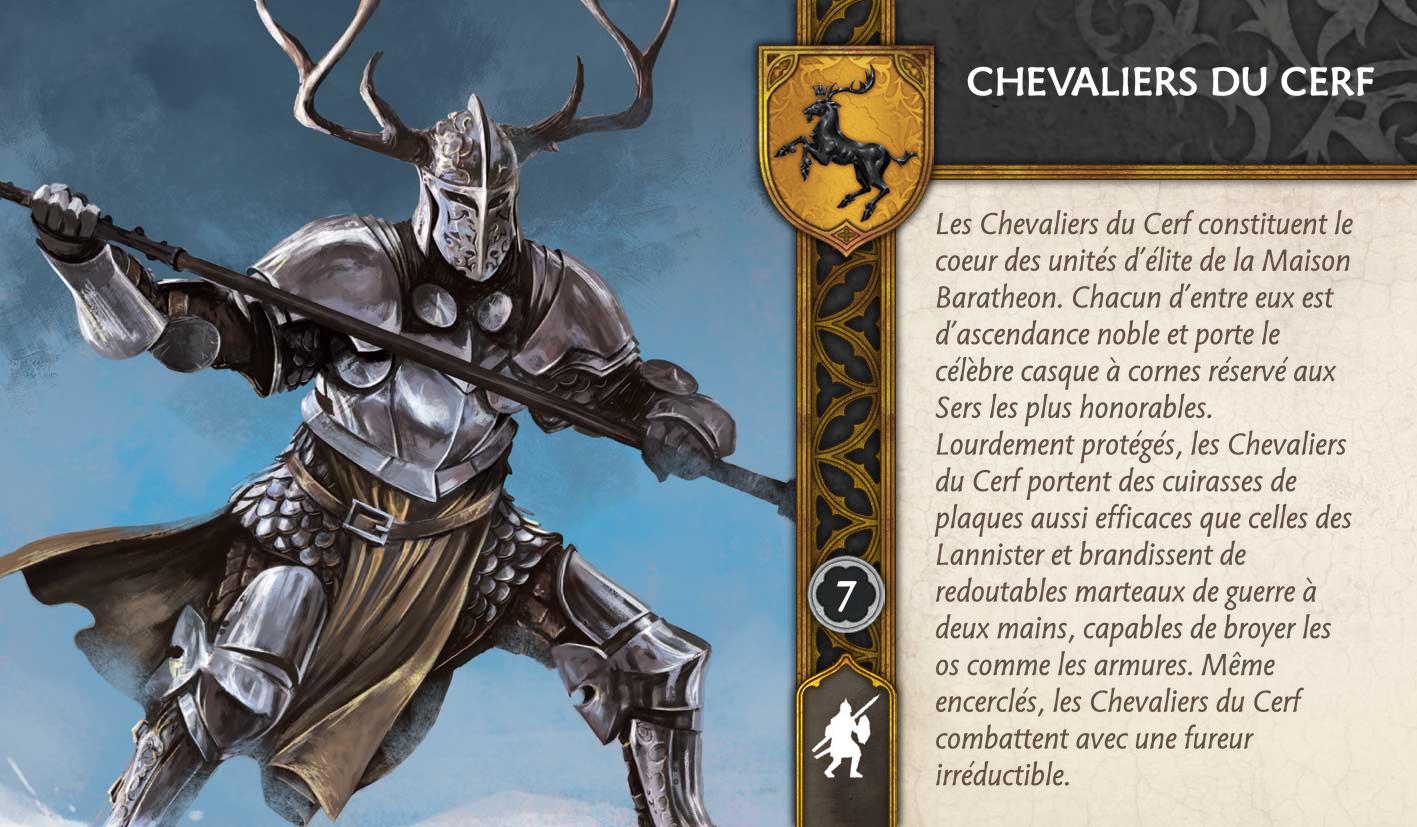 CHEVALIERS DU CERF
Les Chevaliers du Cerf constituent le
coeur des unités d'élite de la Maison
Baratheon. Chacun d'entre eux est
d'ascendance noble et porte le
célèbre casque à cornes réservé aux
Sers les plus honorables.
Lourdement protégés, les Chevaliers
du Cerf portent des cuirasses de
plaques aussi efficaces que celles des
Lannister et brandissent de
redoutables marteaux de guerre à
deux mains, capables de broyer les
os comme les armures. Même
encerclés, les Chevaliers du Cerf
combattent avec une fureur
irréductible.
7